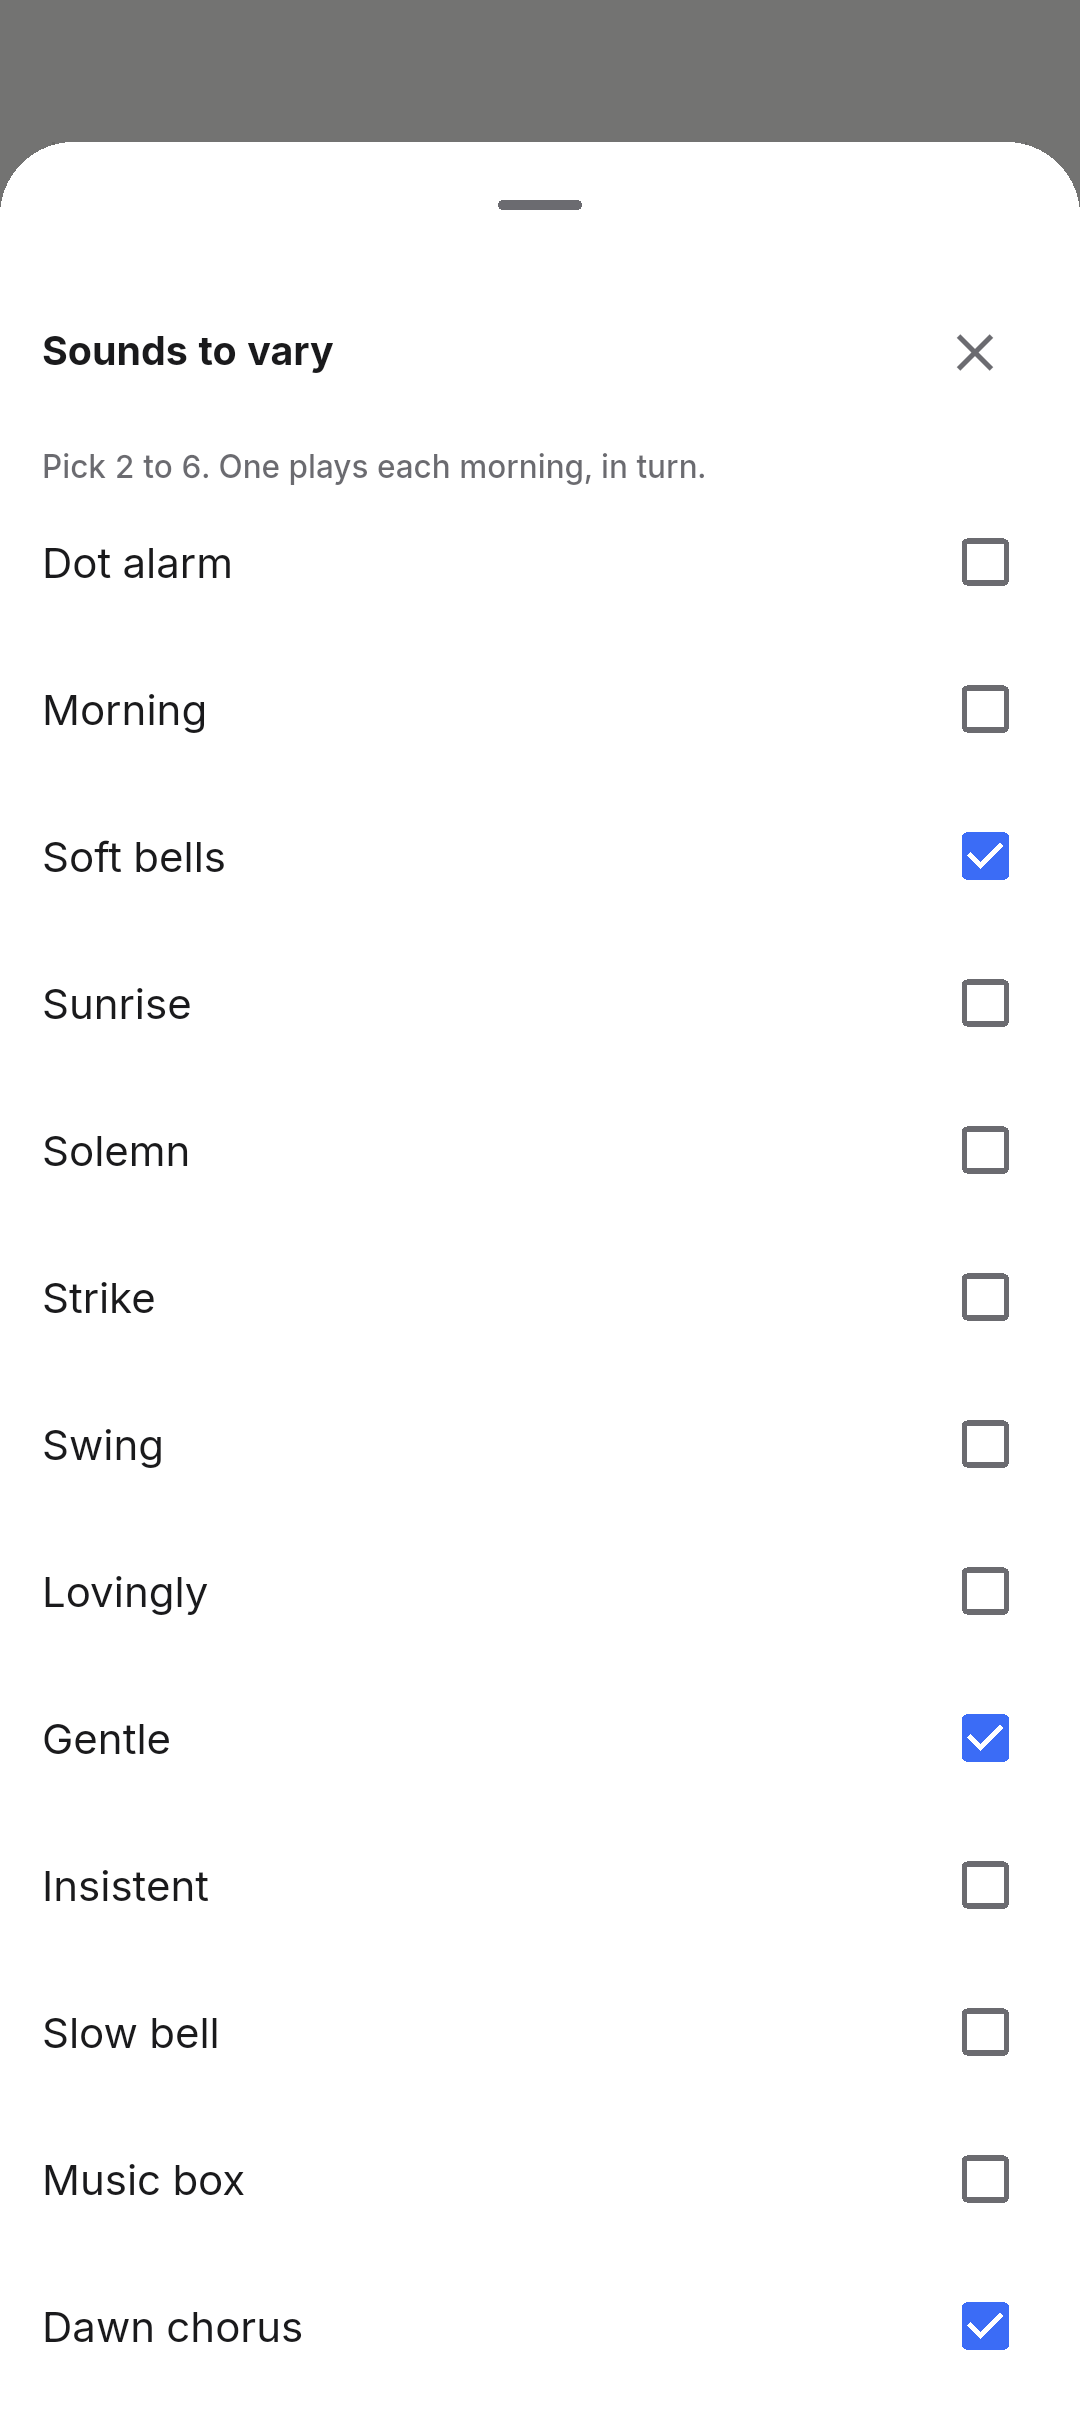 Sounds to vary
Pick 2 to 6. One plays each morning, in turn.
Dot alarm
Morning
Soft bells
Sunrise
Solemn
Strike
Swing
Lovingly
Gentle
Insistent
Slow bell
Music box
Dawn chorus